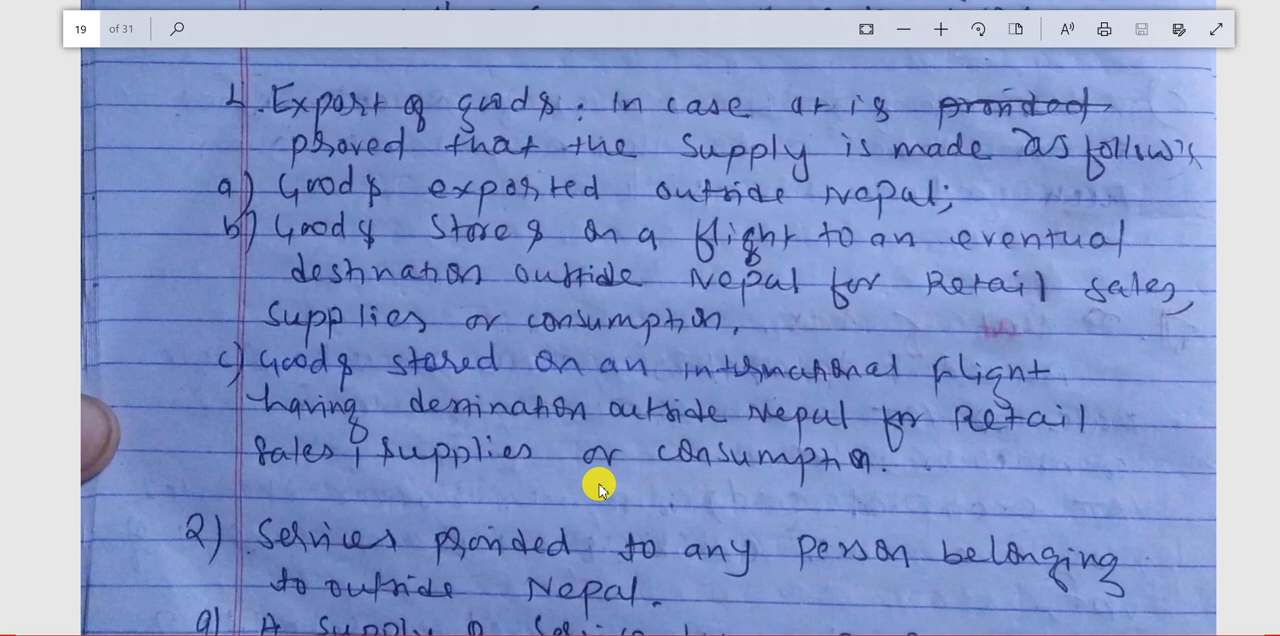 19 of 31
1. Export of goods: In case it is provided
proved that the supply is made as follows
a) Goods exported outside Nepal;
b) Goods stores on a flight to an eventual
destination outside Nepal for Retail sales,
supplies or consumption,
c) Goods stored on an international flight
having destination outside Nepal for Retail
sales, supplies or consumption.
2) Services provided to any person belonging
to outside Nepal.
a) A supply of